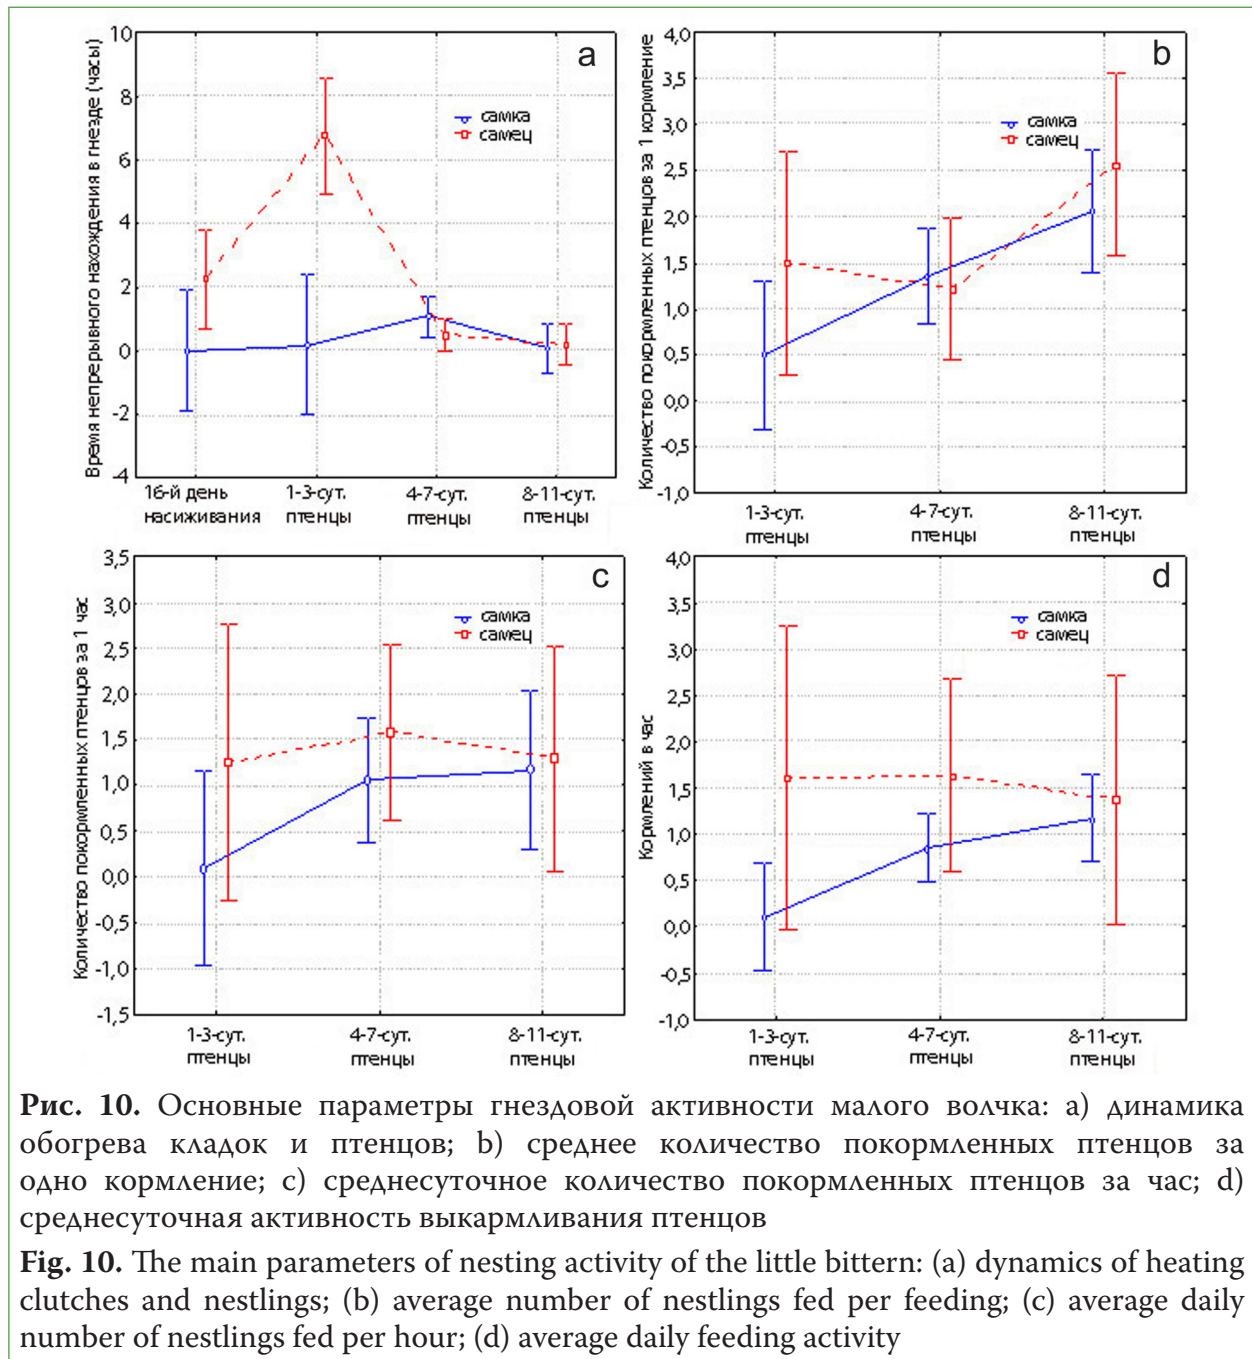 a
Время непрерывного нахождения в гнезде (часы)
10
8
6
4
2
0
-2
-4
самка
самец
16-й день насиживания
1-3-сут. птенцы
4-7-сут. птенцы
8-11-сут. птенцы
b
Количество покормленных птенцов за 1 кормление
4,0
3,5
3,0
2,5
2,0
1,5
1,0
0,5
0,0
-0,5
-1,0
самка
самец
1-3-сут. птенцы
4-7-сут. птенцы
8-11-сут. птенцы
c
Количество покормленных птенцов за 1 час
3,5
3,0
2,5
2,0
1,5
1,0
0,5
0,0
-0,5
-1,0
-1,5
самка
самец
1-3-сут. птенцы
4-7-сут. птенцы
8-11-сут. птенцы
d
Кормлений в час
4,0
3,5
3,0
2,5
2,0
1,5
1,0
0,5
0,0
-0,5
-1,0
самка
самец
1-3-сут. птенцы
4-7-сут. птенцы
8-11-сут. птенцы
Рис. 10. Основные параметры гнездовой активности малого волчка: a) динамика
обогрева кладок и птенцов; b) среднее количество покормленных птенцов за
одно кормление; c) среднесуточное количество покормленных птенцов за час; d)
среднесуточная активность выкармливания птенцов
Fig. 10. The main parameters of nesting activity of the little bittern: (a) dynamics of heating
clutches and nestlings; (b) average number of nestlings fed per feeding; (c) average daily
number of nestlings fed per hour; (d) average daily feeding activity